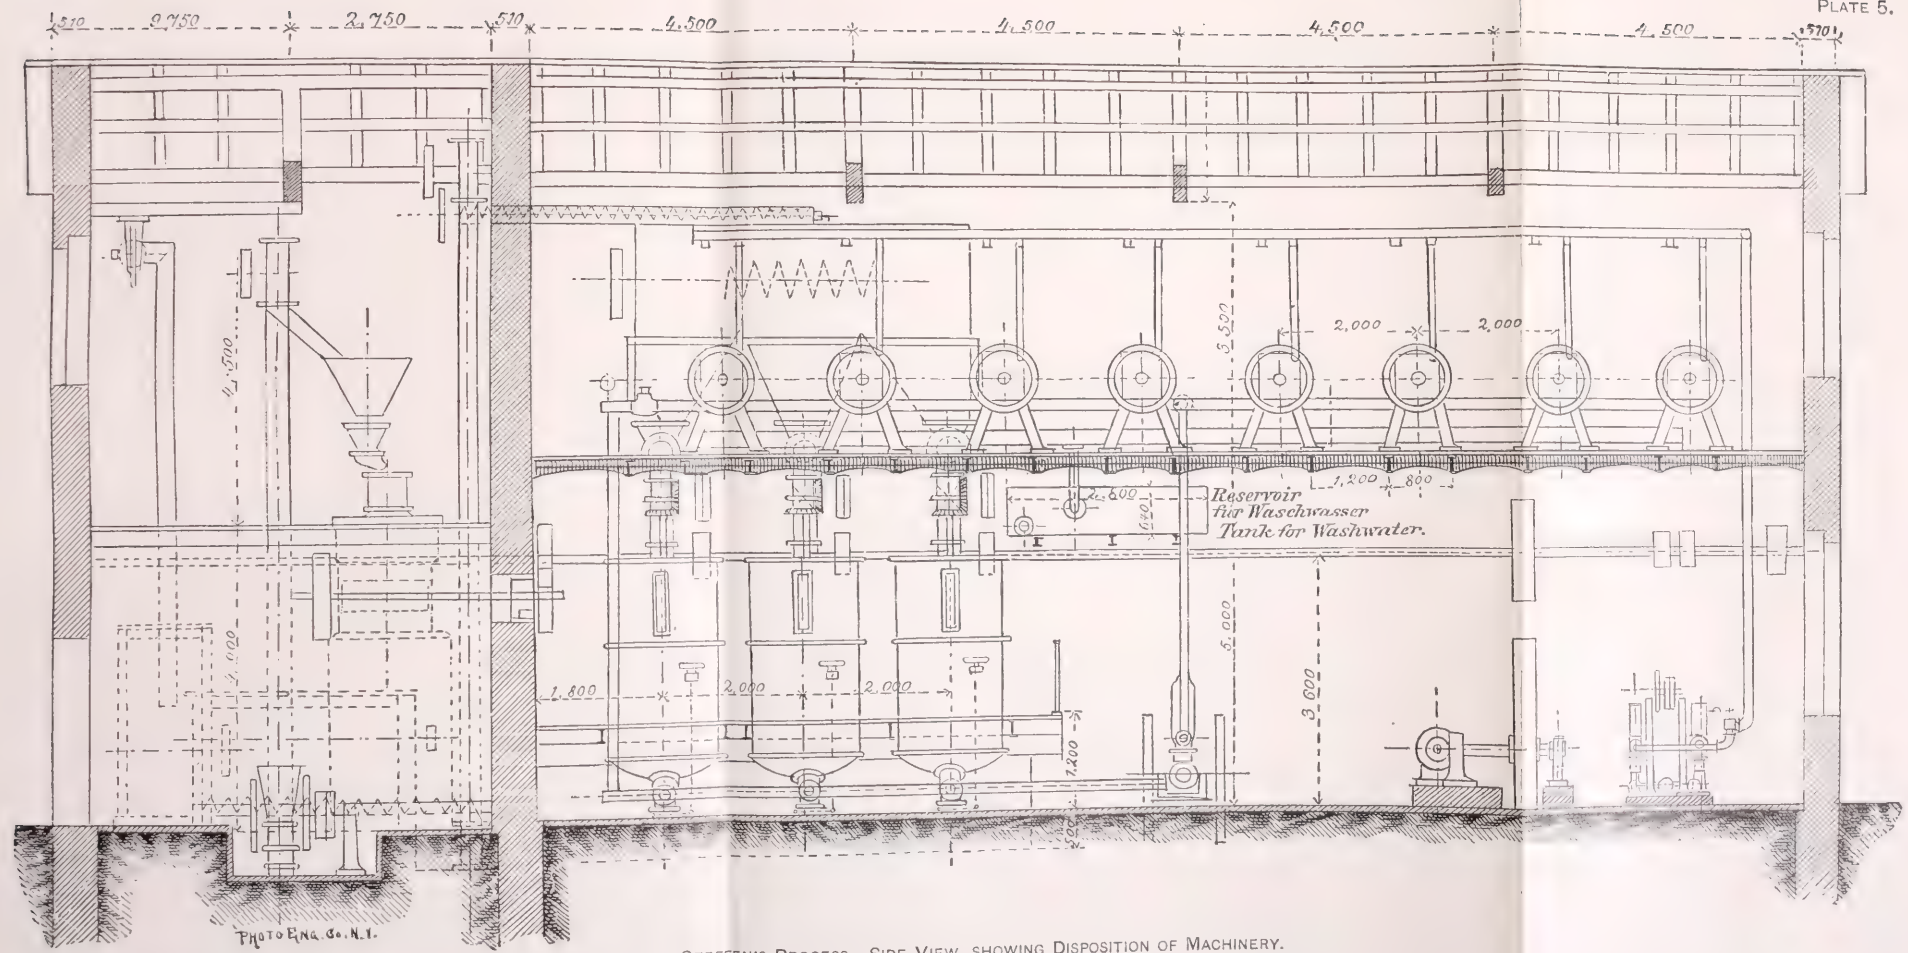 PLATE 5.
510 2,750 2,750 510 4,500 4,500 4,500 4,500 510
3,500
2,000 2,000
4,500
1,200 800
2,600
640
Reservoir
für Waschwasser
Tank for Washwater.
5,000
3 600
1,800 2,000 2,000
1,200
500
PHOTO ENG. CO. N.Y.
PROCESS SIDE VIEW, SHOWING DISPOSITION OF MACHINERY.